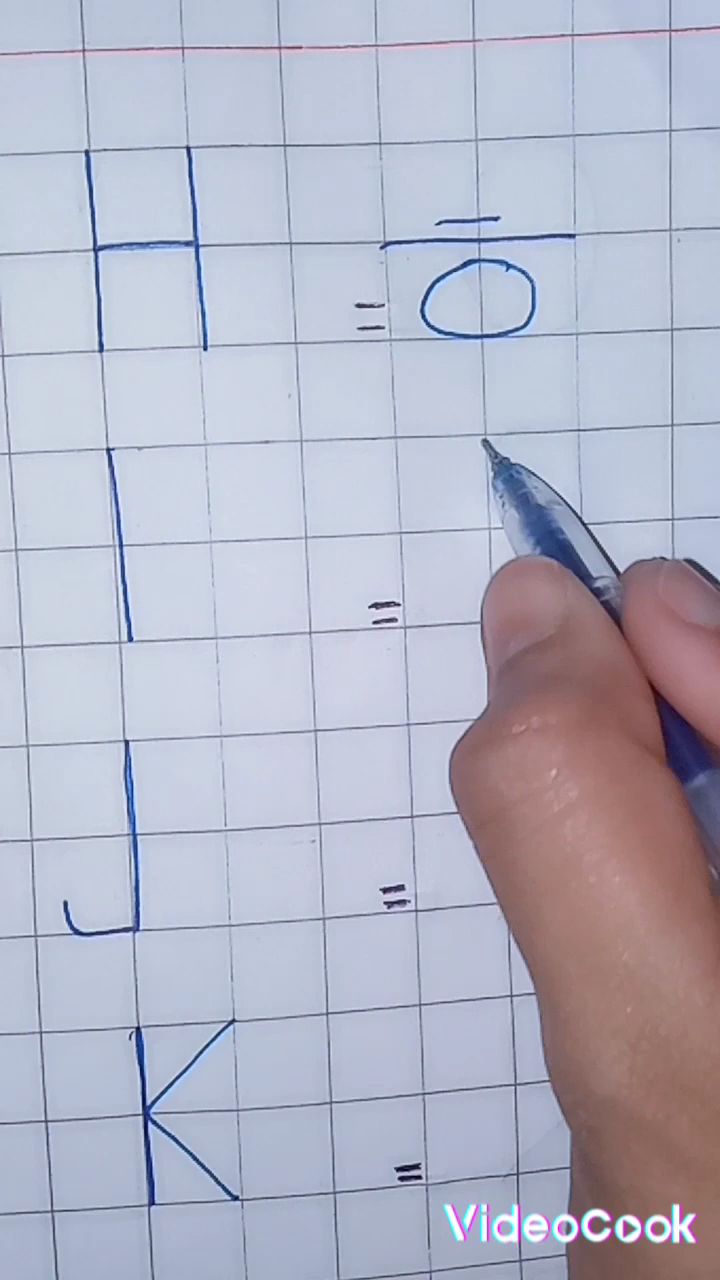 H = ㅎ
I =
J =
K =
VideoCook